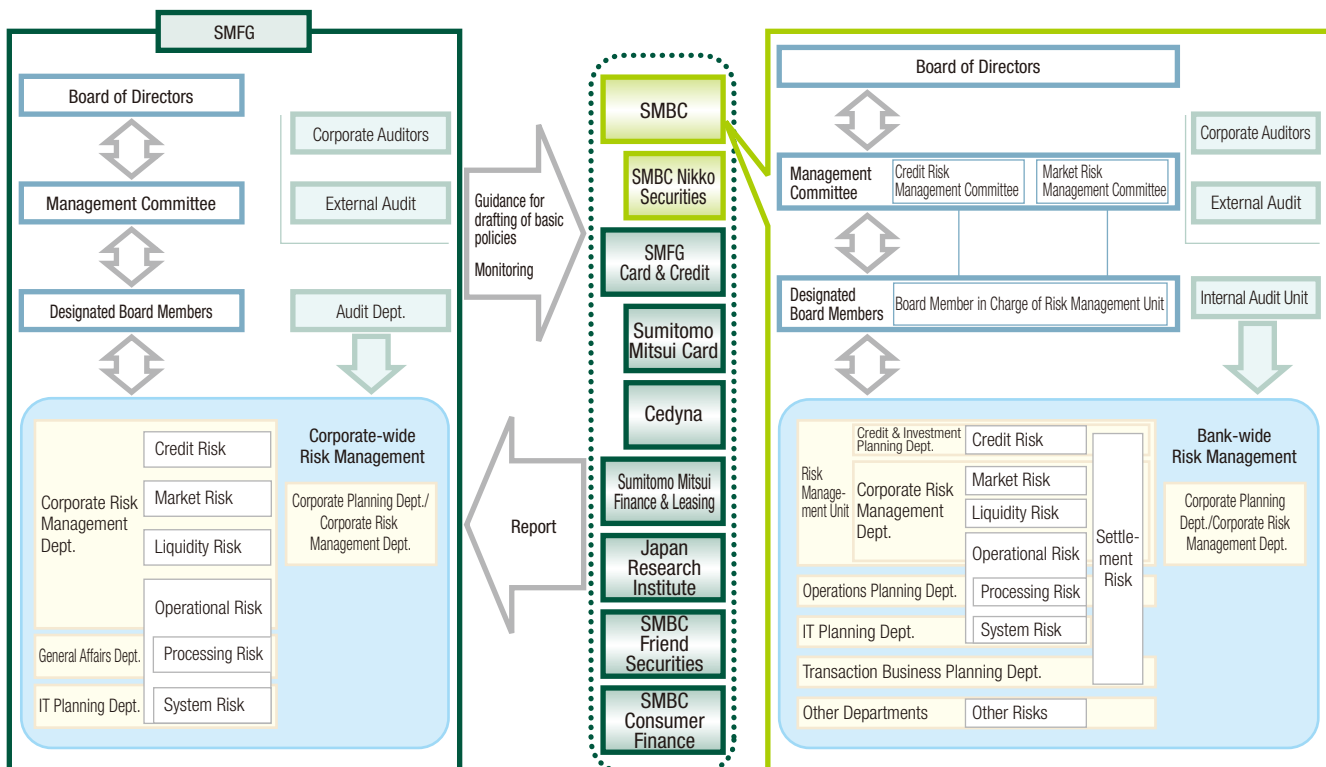 SMFG
Board of Directors
Corporate Auditors
Management Committee
External Audit
Designated Board Members
Audit Dept.
Corporate Risk
Management
Dept.
Credit Risk
Market Risk
Liquidity Risk
Operational Risk
General Affairs Dept.
Processing Risk
IT Planning Dept.
System Risk
Corporate-wide
Risk Management
Corporate Planning Dept./
Corporate Risk
Management Dept.
Guidance for
drafting of basic
policies
Monitoring
Report
SMBC
SMBC Nikko
Securities
SMFG
Card & Credit
Sumitomo
Mitsui Card
Cedyna
Sumitomo Mitsui
Finance & Leasing
Japan
Research
Institute
SMBC
Friend
Securities
SMBC
Consumer
Finance
Board of Directors
Corporate Auditors
Management
Committee
Credit Risk
Management Committee
Market Risk
Management Committee
External Audit
Designated
Board Members
Board Member in Charge of Risk Management Unit
Internal Audit Unit
Risk
Manage-
ment Unit
Credit & Investment
Planning Dept.
Credit Risk
Corporate Risk
Management
Dept.
Market Risk
Liquidity Risk
Operational Risk
Operations Planning Dept.
Processing Risk
IT Planning Dept.
System Risk
Settle-
ment
Risk
Transaction Business Planning Dept.
Other Departments
Other Risks
Bank-wide
Risk Management
Corporate Planning
Dept./Corporate Risk
Management Dept.